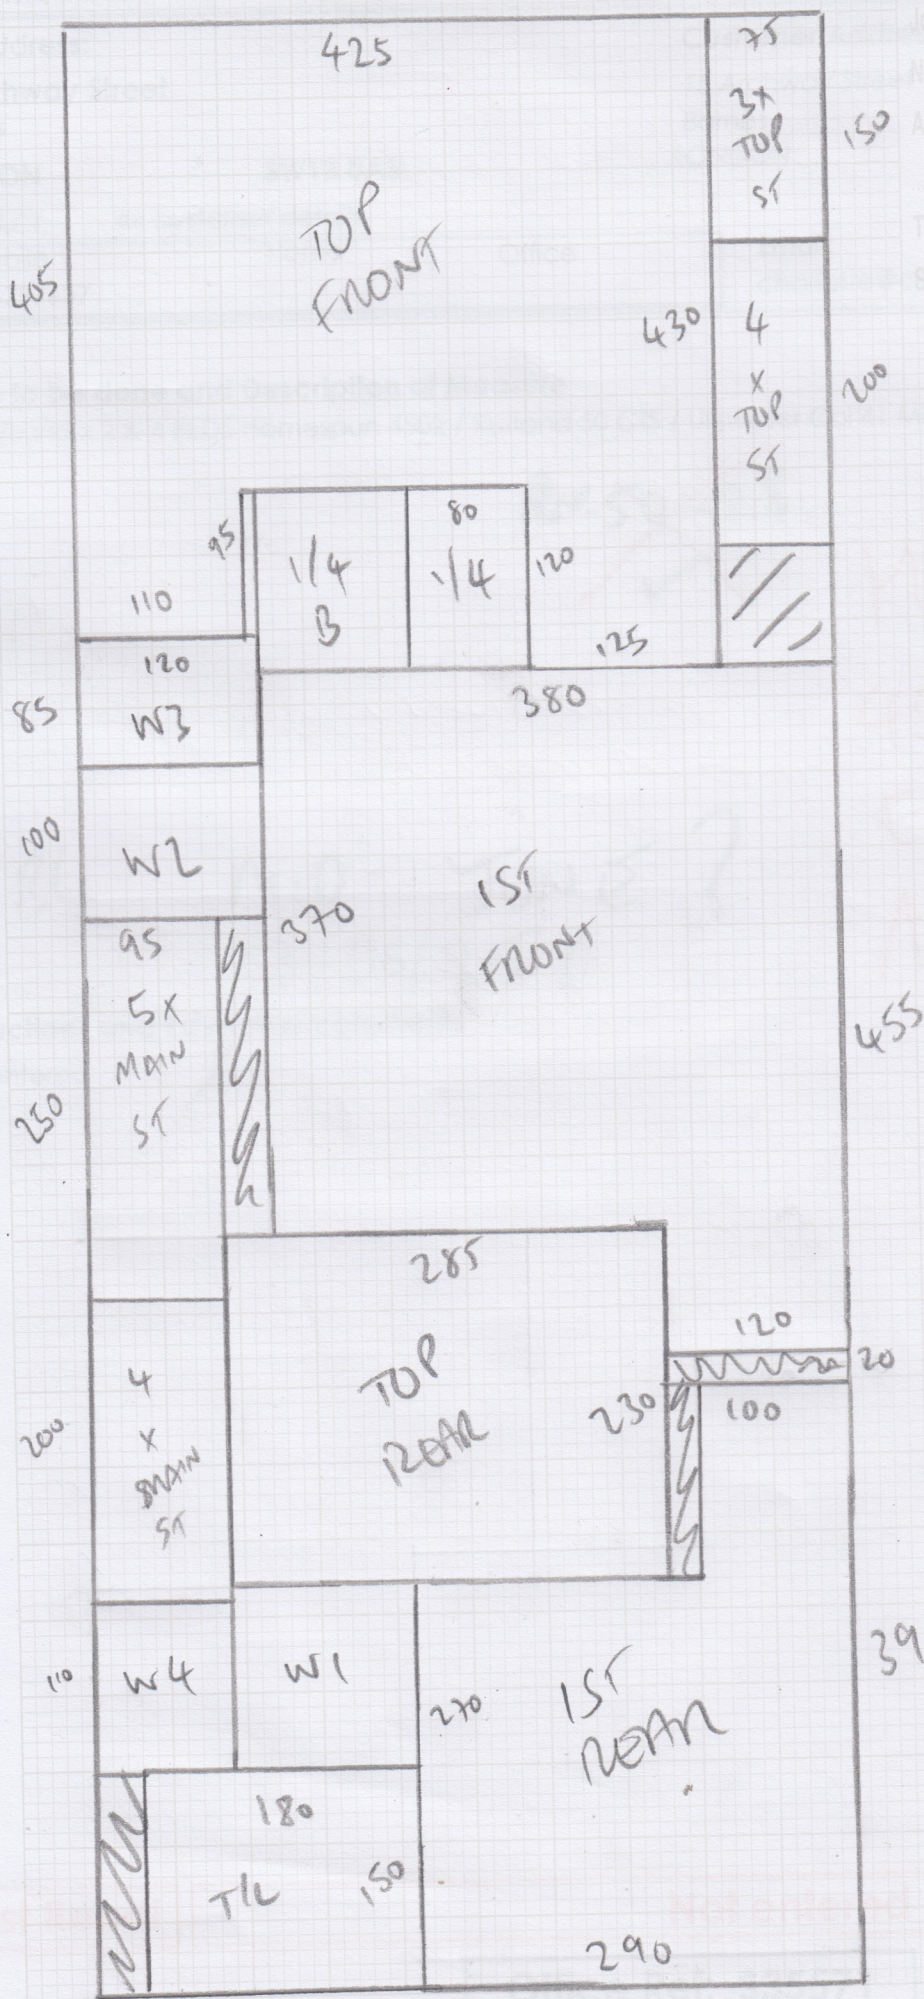 425
75
3X
TOP
ST
150
TOP
FRONT
405
430
4
X
TOP
ST
200
95
1/4
B
80
1/4
120
110
125
120
W3
85
380
100
W2
1ST
FRONT
370
95
5X
MAIN
ST
250
455
285
TOP
REAR
120
20
230
100
4
X
MAIN
ST
200
39
110
W4
W1
270
1ST
REAR
180
T/L
150
290